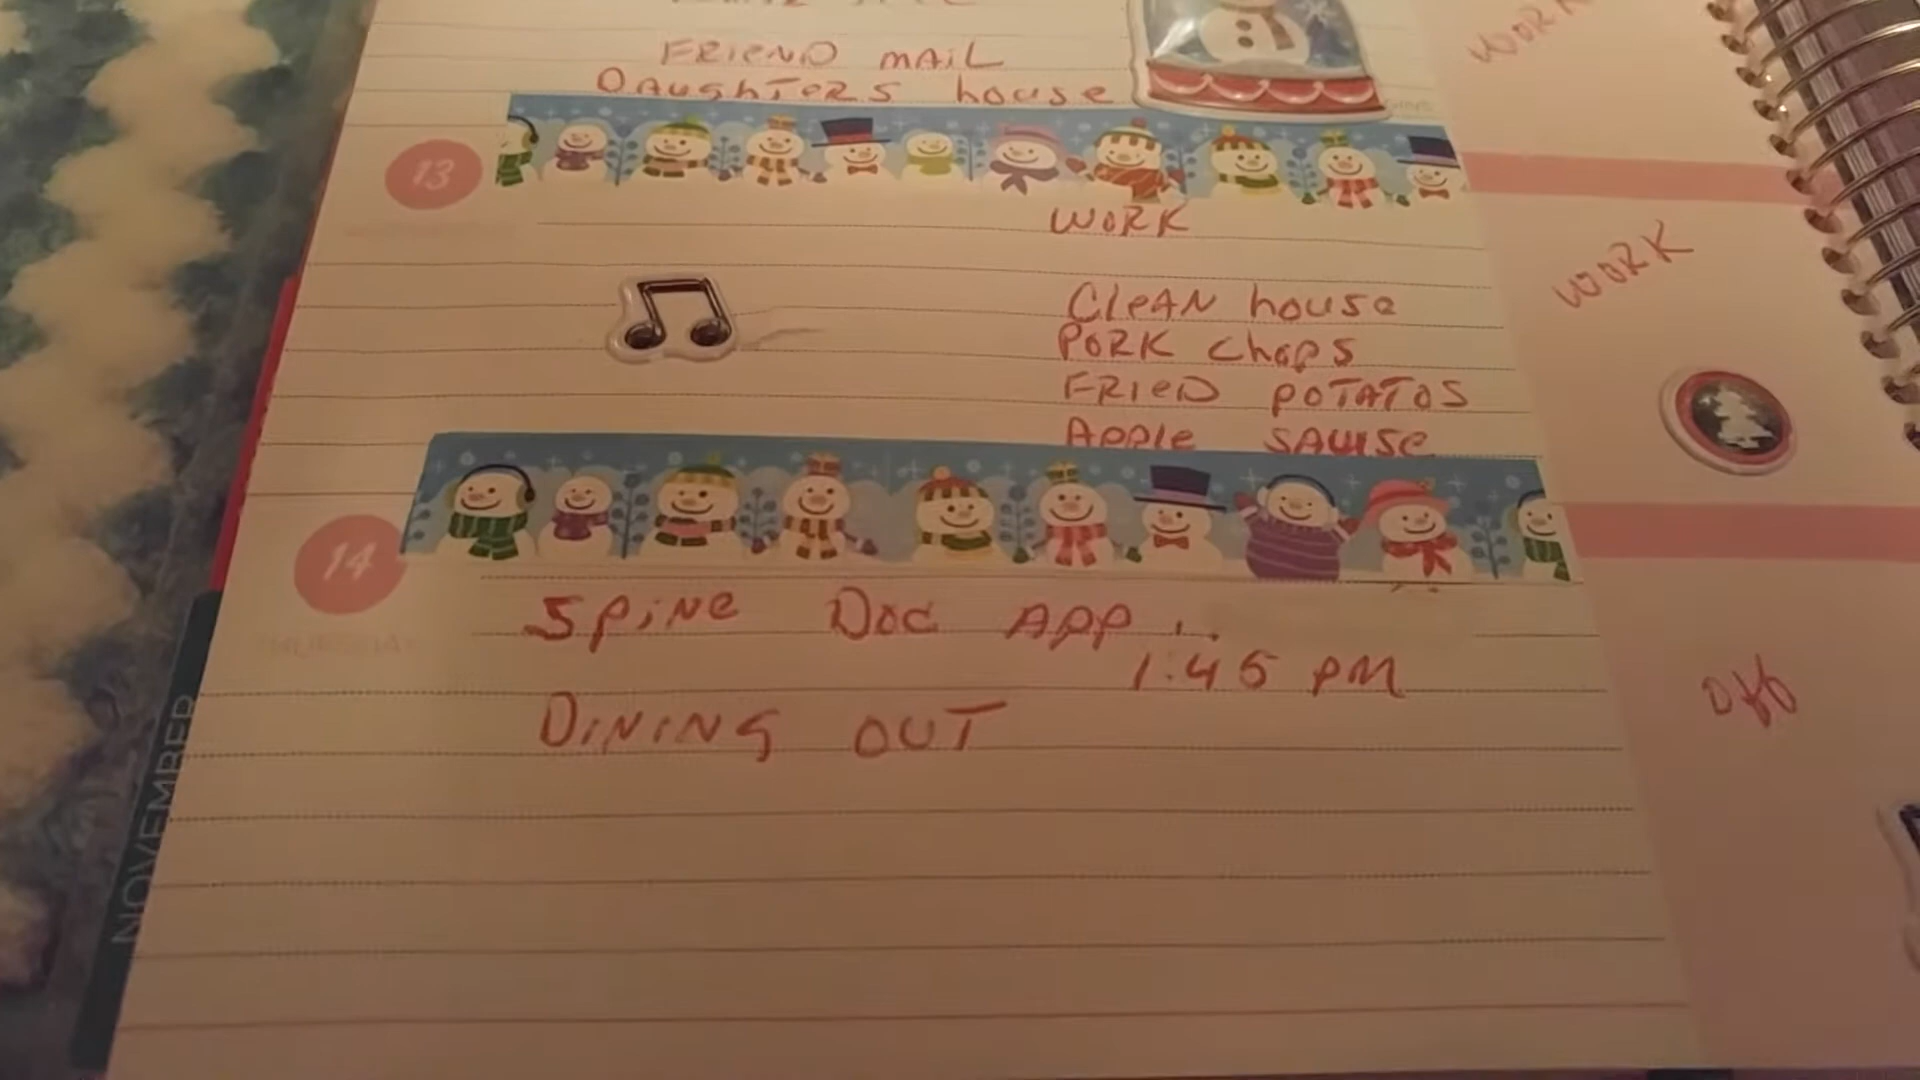 FRIEND MAIL
DAUGHTERS house
WORK
13
WORK
CleAN house
PORK Chops
FRIED POTATOS
Apple SAUSe
WORK
14
Spine Doc App.
1:45 PM
DINING OUT
Off
NOVEMBER